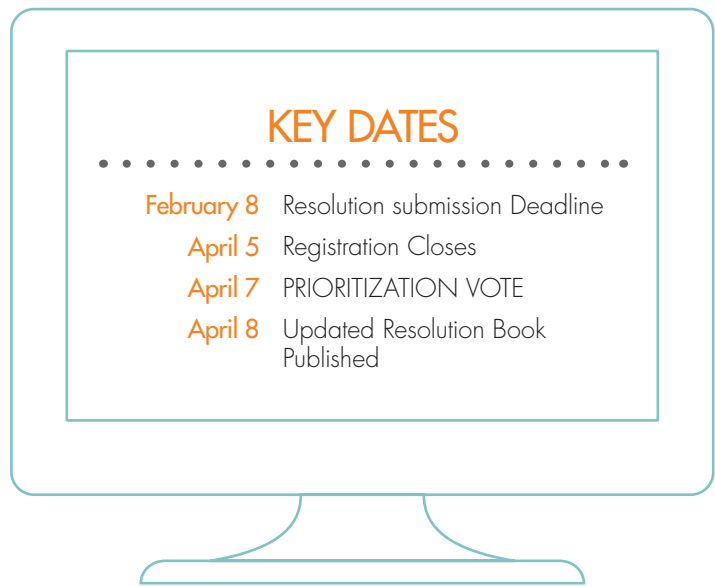 KEY DATES
February 8 Resolution submission Deadline
April 5 Registration Closes
April 7 PRIORITIZATION VOTE
April 8 Updated Resolution Book
Published